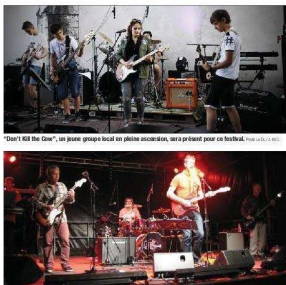 "Don't Kill the Cow", un jeune groupe local en pleine ascension, sera présent pour ce festival.